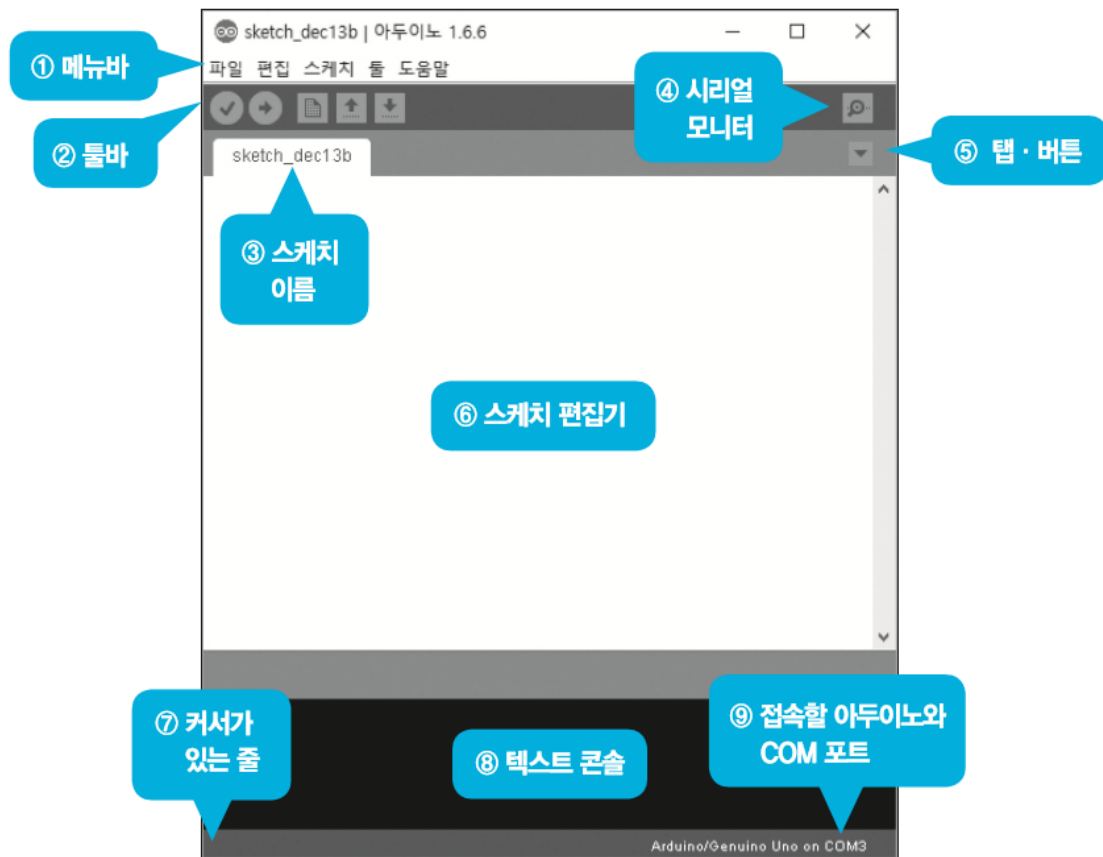 sketch_dec13b | 아두이노 1.6.6
① 메뉴바
파일 편집 스케치 툴 도움말
② 툴바
④ 시리얼
모니터
sketch_dec13b
⑤ 탭 · 버튼
③ 스케치
이름
⑥ 스케치 편집기
⑦ 커서가
있는 줄
⑧ 텍스트 콘솔
⑨ 접속할 아두이노와
COM 포트
Arduino/Genuino Uno on COM3